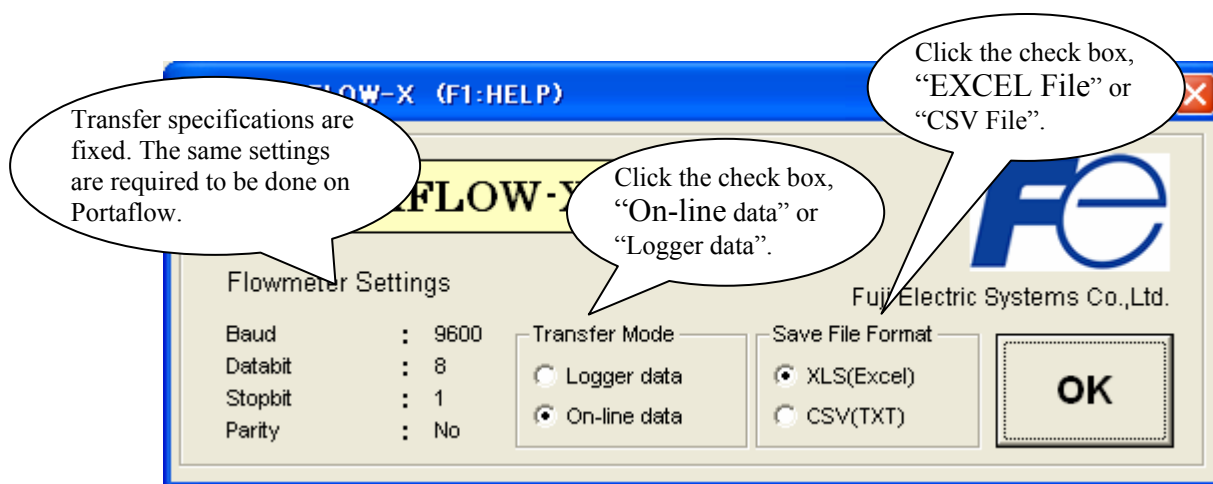 Click the check box,
“EXCEL File” or
“CSV File”.
W-X (F1:HELP)
Transfer specifications are
fixed. The same settings
are required to be done on
Portaflow.
Click the check box,
“On-line data” or
“Logger data”.
FLOW-X
Fe
Flowmeter Settings
Fuji Electric Systems Co.,Ltd.
Baud : 9600
Databit : 8
Stopbit : 1
Parity : No
Transfer Mode
Logger data
On-line data
Save File Format
XLS(Excel)
CSV(TXT)
OK